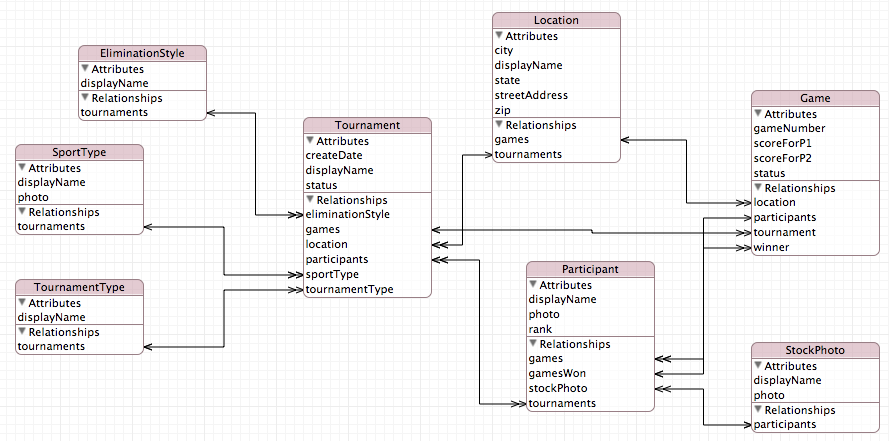 EliminationStyle
Attributes
displayName
Relationships
tournaments
SportType
Attributes
displayName
photo
Relationships
tournaments
TournamentType
Attributes
displayName
Relationships
tournaments
Tournament
Attributes
createDate
displayName
status
Relationships
eliminationStyle
games
location
participants
sportType
tournamentType
Location
Attributes
city
displayName
state
streetAddress
zip
Relationships
games
tournaments
Participant
Attributes
displayName
photo
rank
Relationships
games
gamesWon
stockPhoto
tournaments
Game
Attributes
gameNumber
scoreForP1
scoreForP2
status
Relationships
location
participants
tournament
winner
StockPhoto
Attributes
displayName
photo
Relationships
participants